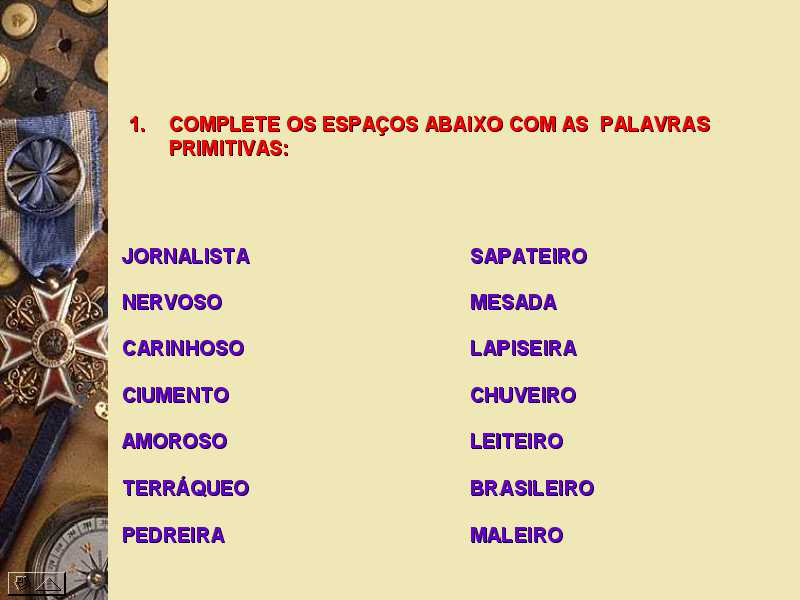 1. COMPLETE OS ESPAÇOS ABAIXO COM AS PALAVRAS
PRIMITIVAS:
JORNALISTA SAPATEIRO
NERVOSO MESADA
CARINHOSO LAPISEIRA
CIUMENTO CHUVEIRO
AMOROSO LEITEIRO
TERRÁQUEO BRASILEIRO
PEDREIRA MALEIRO